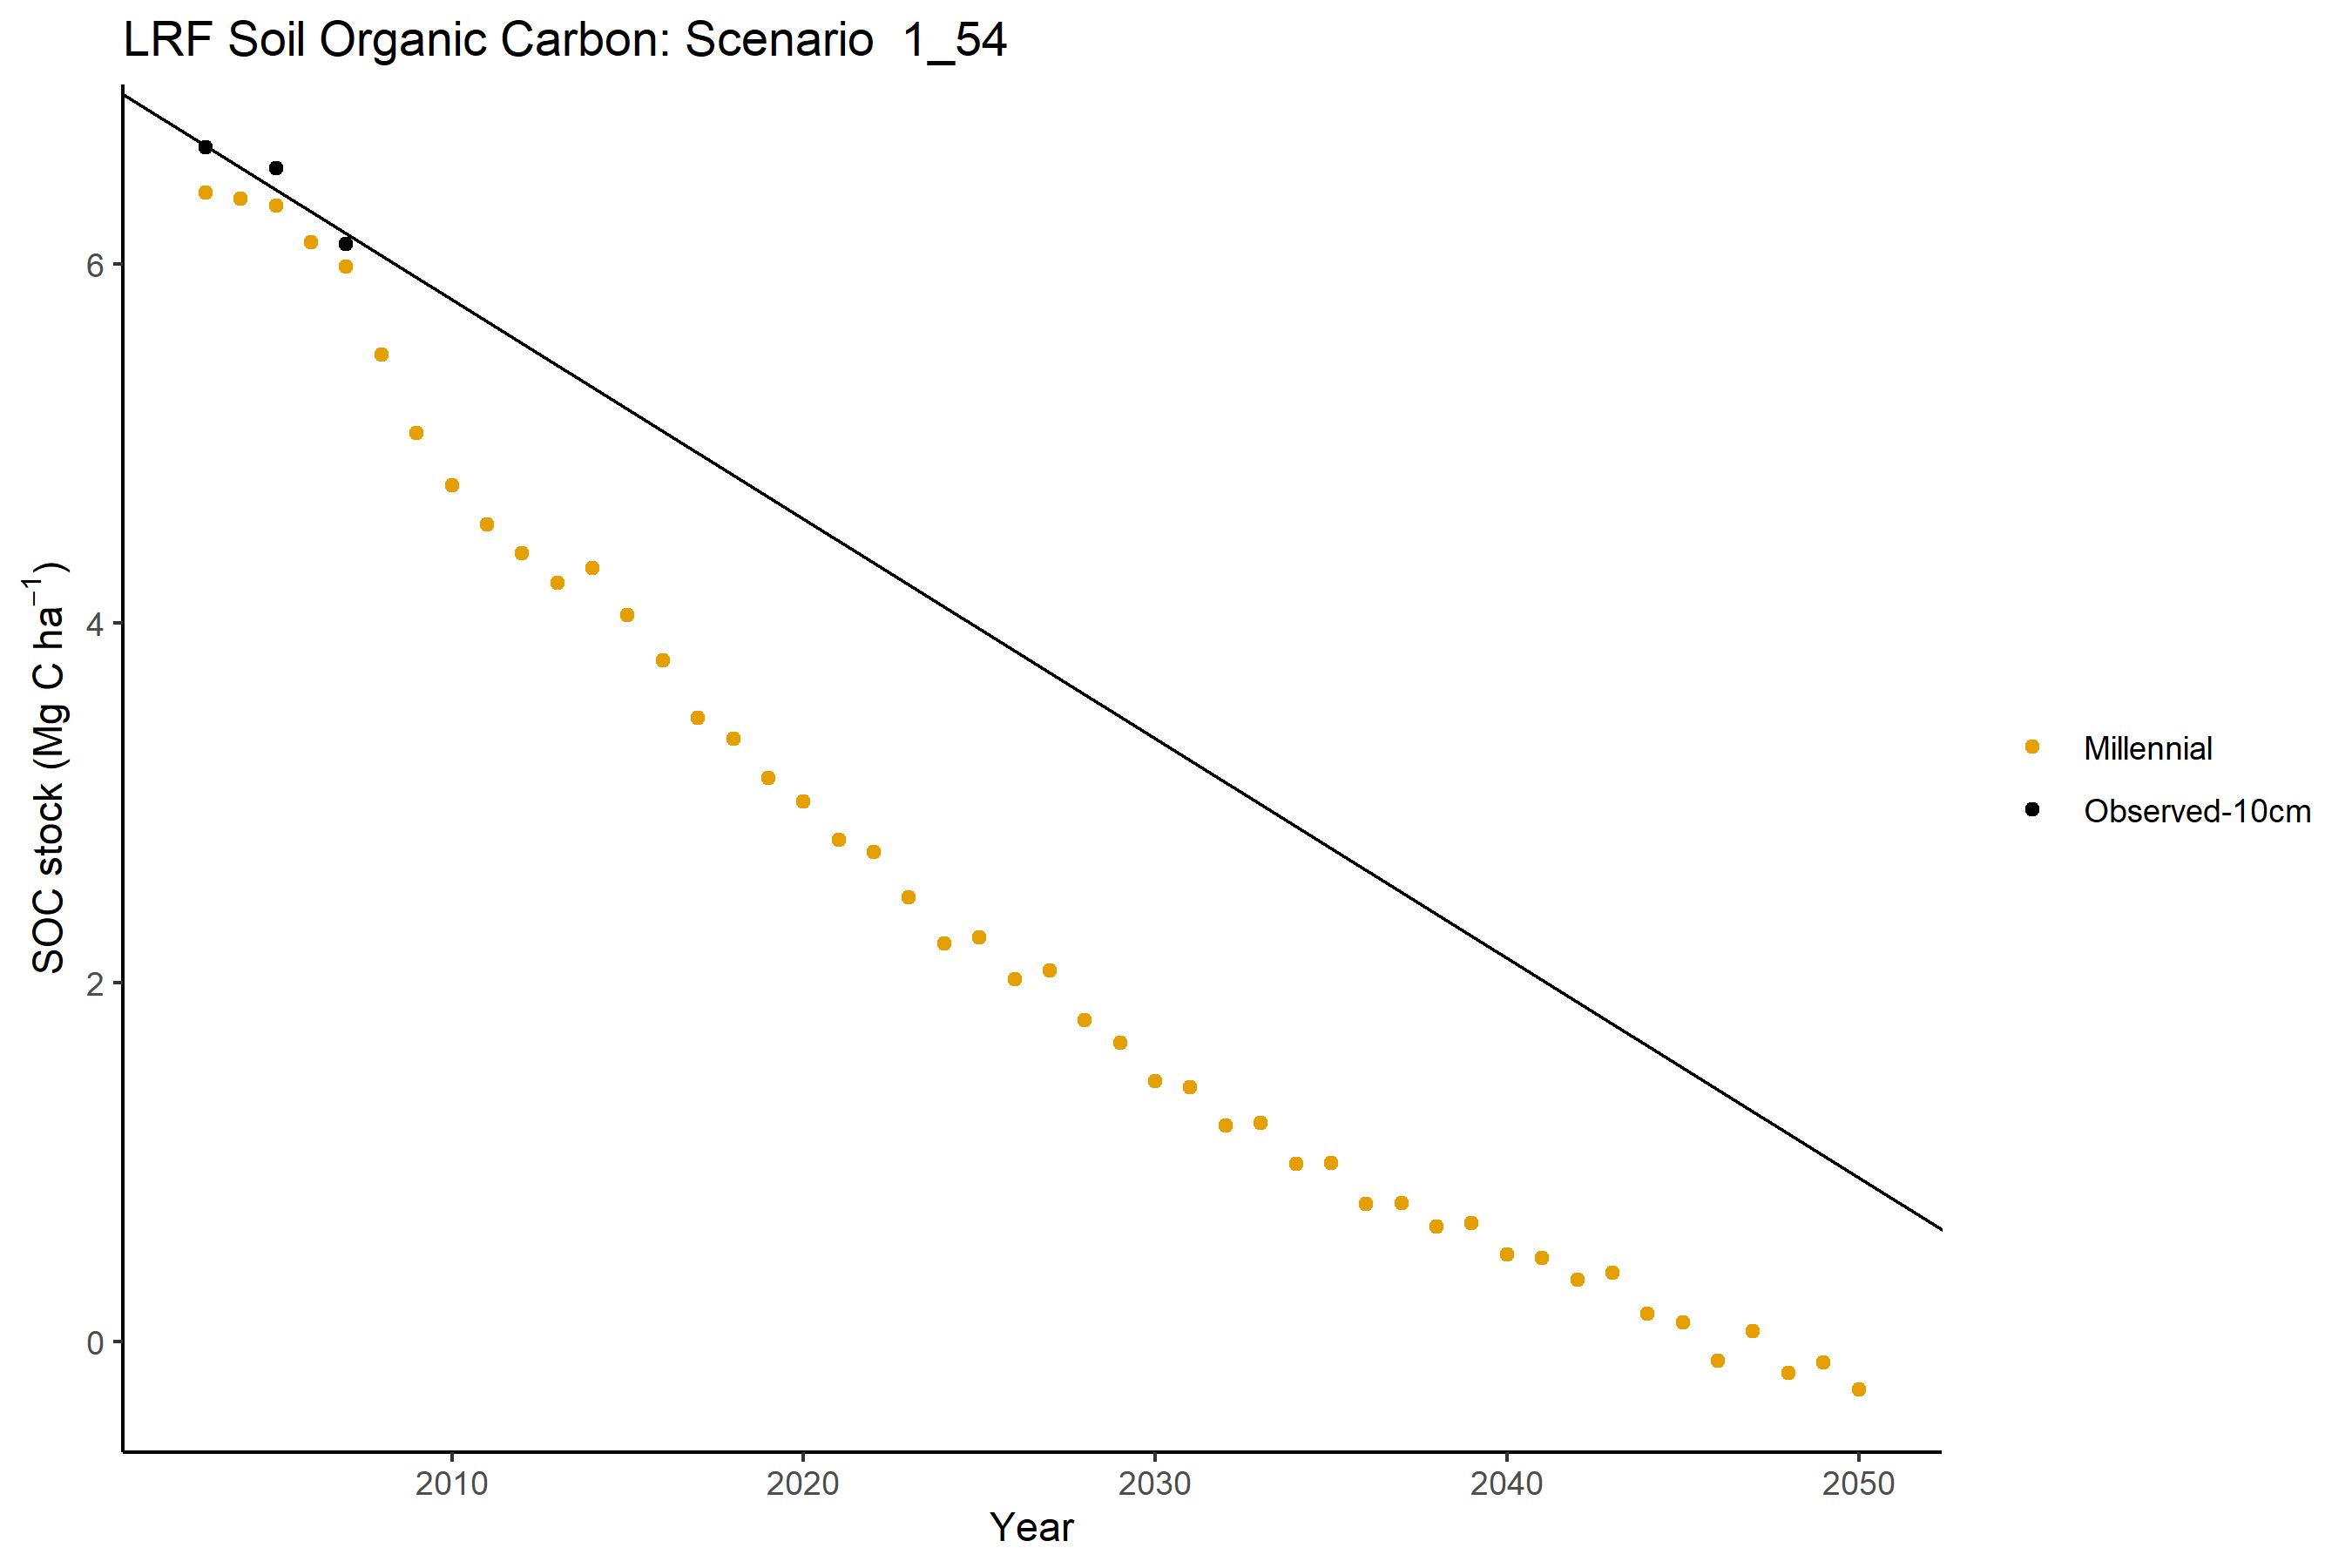 LRF Soil Organic Carbon: Scenario  1_54
SOC stock (Mg C ha⁻¹)
6
4
2
0
2010
2020
2030
2040
2050
Year
Millennial
Observed-10cm